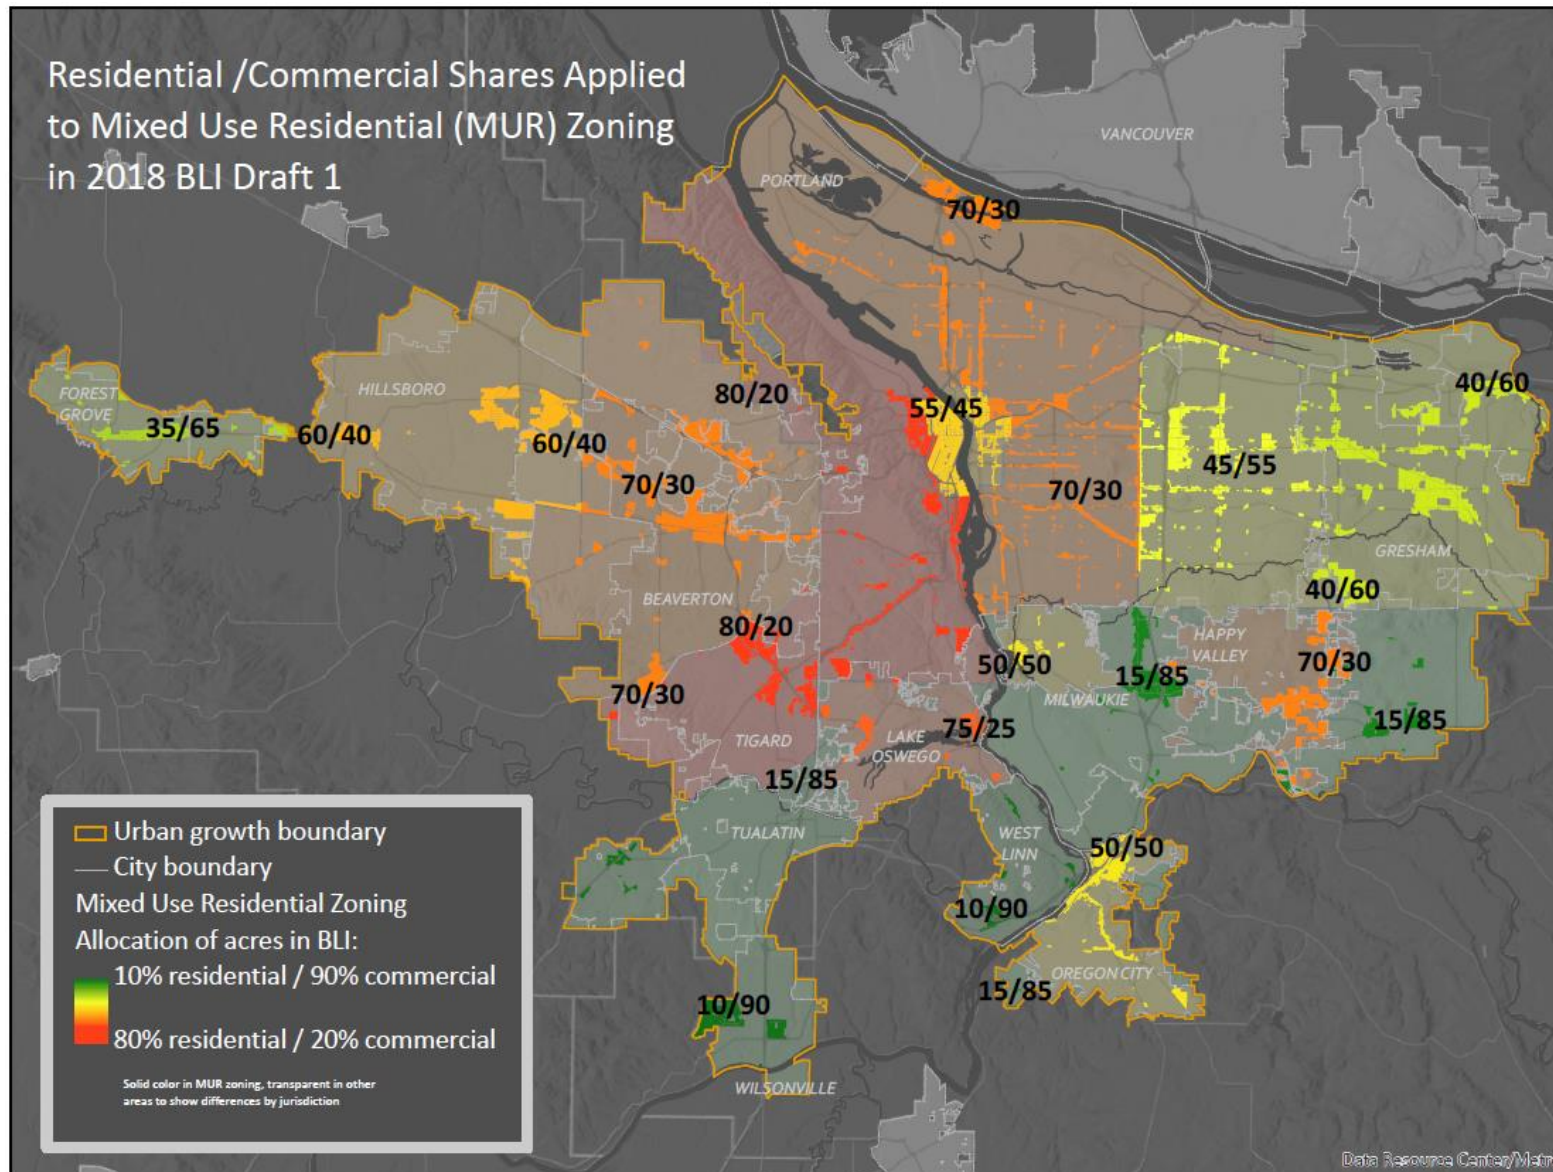 Residential /Commercial Shares Applied
to Mixed Use Residential (MUR) Zoning
in 2018 BLI Draft 1
VANCOUVER
PORTLAND
70/30
FOREST
GROVE
HILLSBORO
80/20
40/60
35/65
60/40
60/40
55/45
70/30
70/30
45/55
GRESHAM
BEAVERTON
80/20
40/60
HAPPY
VALLEY
50/50
15/85
70/30
70/30
MILWAUKIE
15/85
TIGARD
LAKE
OSWEGO
75/25
15/85
TUALATIN
WEST
LINN
50/50
10/90
OREGON CITY
15/85
10/90
WILSONVILLE
Urban growth boundary
City boundary
Mixed Use Residential Zoning
Allocation of acres in BLI:
10% residential / 90% commercial
80% residential / 20% commercial
Solid color in MUR zoning, transparent in other
areas to show differences by jurisdiction
Data Resource Center/Metro